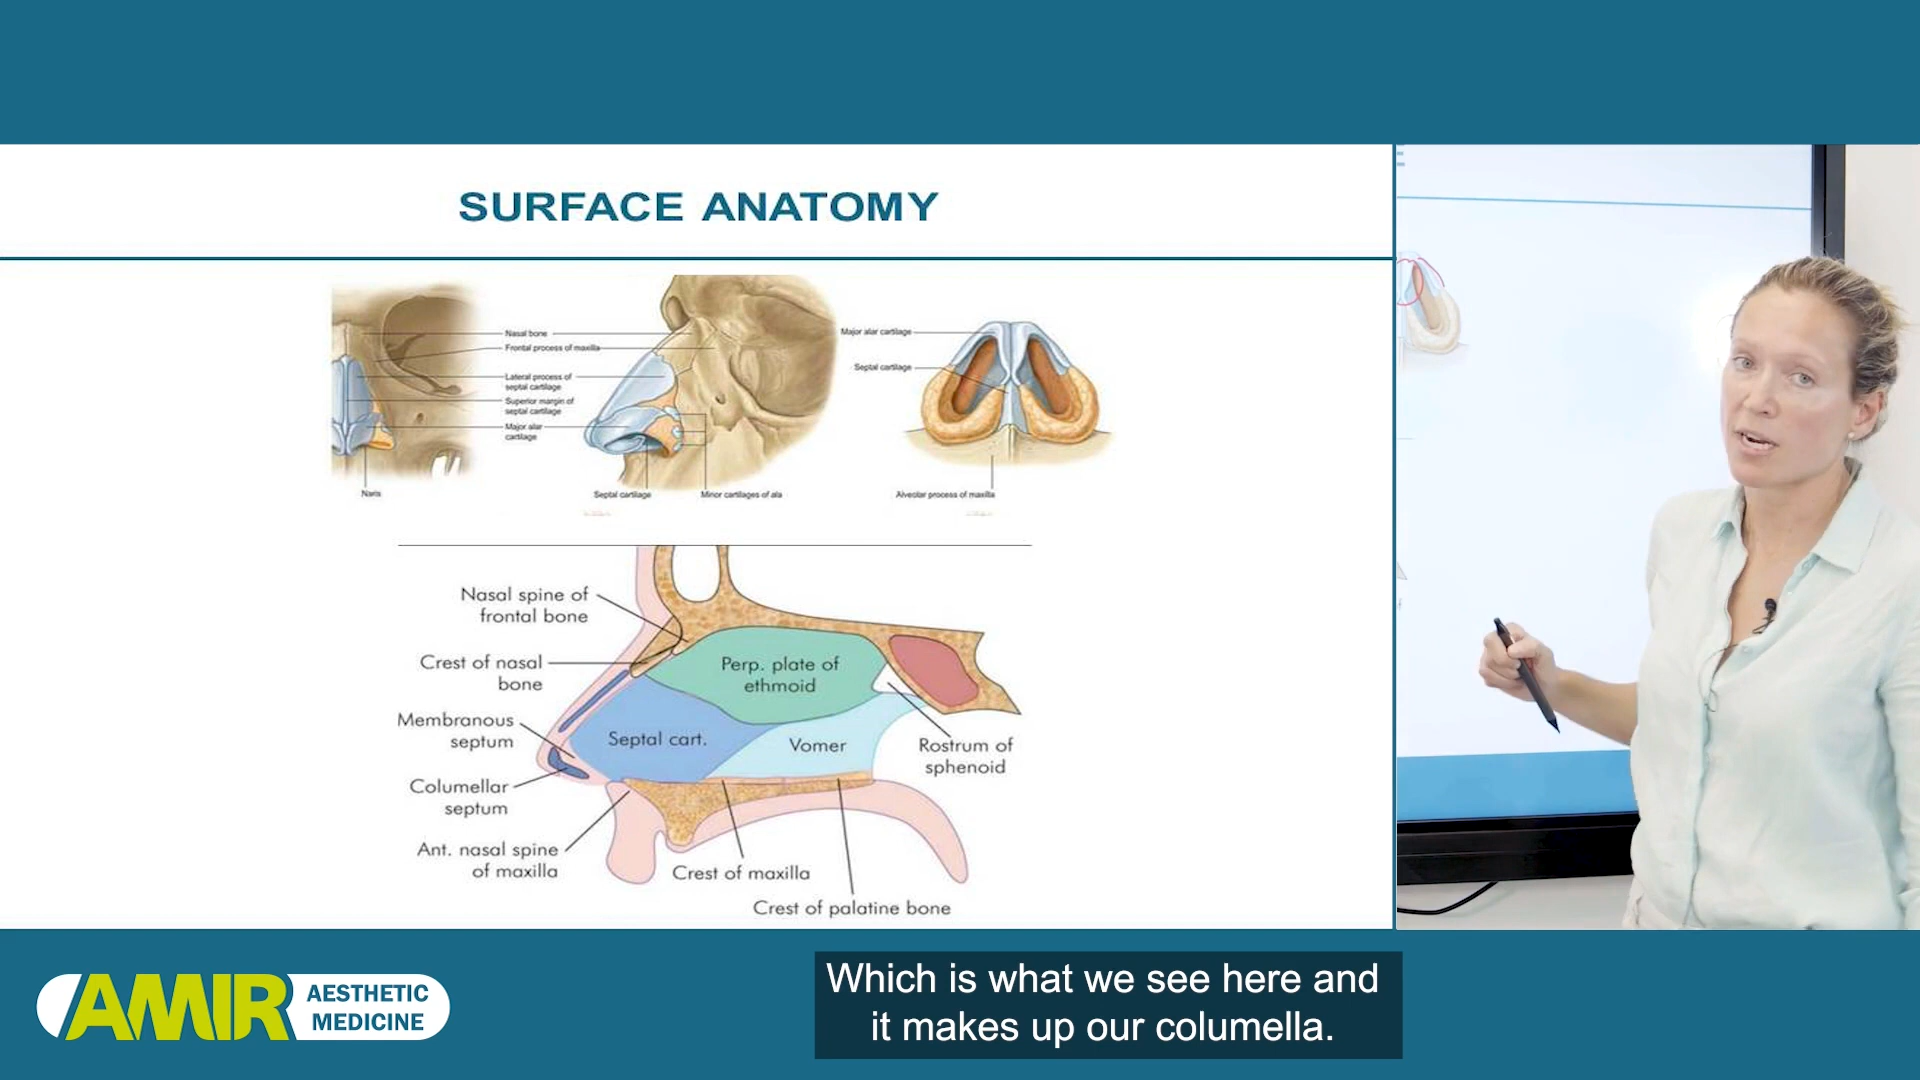 SURFACE ANATOMY
Nasal bone
Frontal process of maxilla
Lateral process of
septal cartilage
Superior margin of
septal cartilage
Major alar
cartilage
Naris
Septal cartilage
Minor cartilages of ala
Major alar cartilage
Septal cartilage
Alveolar process of maxilla
Nasal spine of
frontal bone
Crest of nasal
bone
Membranous
septum
Columellar
septum
Ant. nasal spine
of maxilla
Perp. plate of
ethmoid
Septal cart.
Vomer
Rostrum of
sphenoid
Crest of maxilla
Crest of palatine bone
AMIR
AESTHETIC
MEDICINE
Which is what we see here and
it makes up our columella.